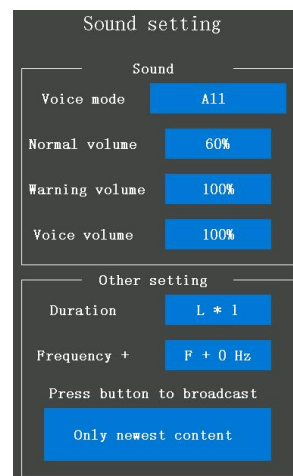 Sound setting
Sound
Voice mode All
Normal volume 60%
Warning volume 100%
Voice volume 100%
Other setting
Duration L * 1
Frequency + F + 0 Hz
Press button to broadcast
Only newest content